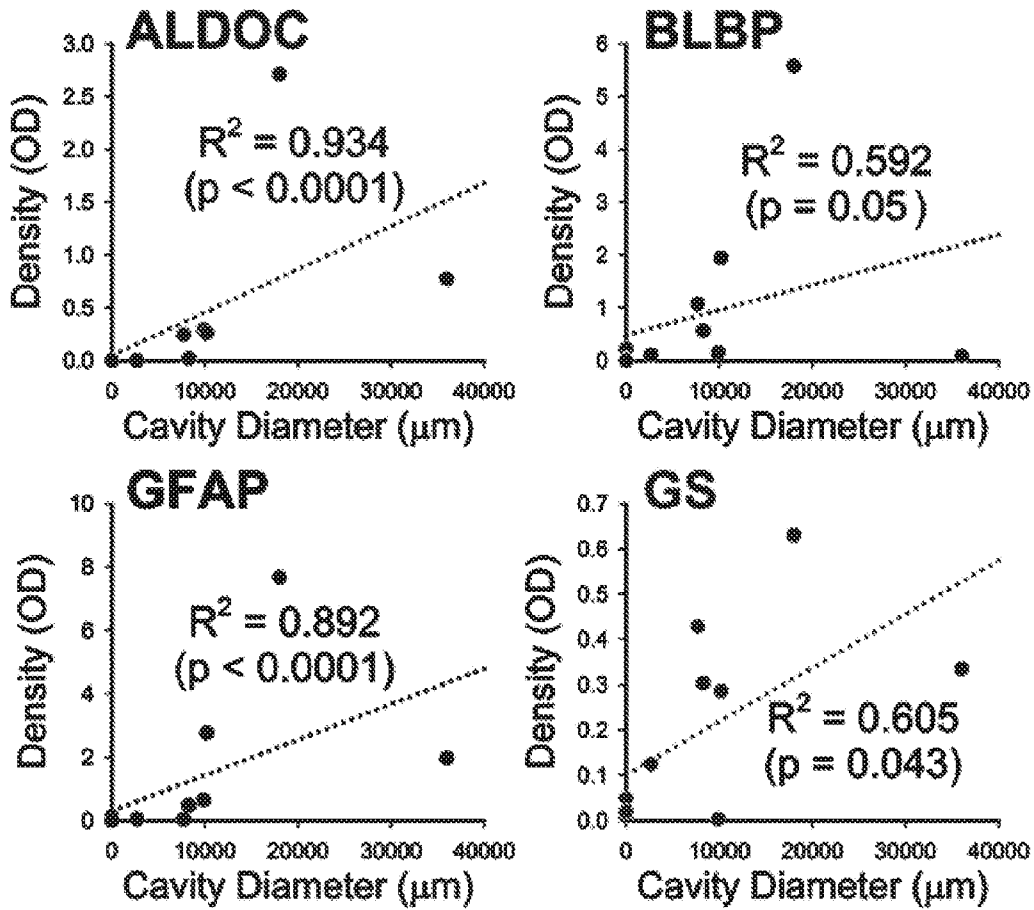 ALDOC
3.0
2.5
2.0
1.5
1.0
0.5
0.0
Density (OD)
R² = 0.934
(p < 0.0001)
0 10000 20000 30000 40000
Cavity Diameter (μm)
BLBP
6
5
4
3
2
1
0
Density (OD)
R² = 0.592
(p = 0.05)
0 10000 20000 30000 40000
Cavity Diameter (μm)
GFAP
10
8
6
4
2
0
Density (OD)
R² = 0.892
(p < 0.0001)
0 10000 20000 30000 40000
Cavity Diameter (μm)
GS
0.7
0.6
0.5
0.4
0.3
0.2
0.1
0.0
Density (OD)
R² = 0.605
(p = 0.043)
0 10000 20000 30000 40000
Cavity Diameter (μm)